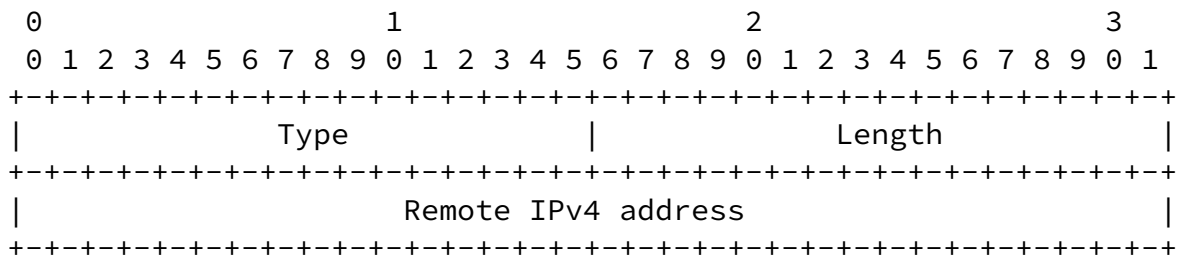 0                   1                   2                   3
 0 1 2 3 4 5 6 7 8 9 0 1 2 3 4 5 6 7 8 9 0 1 2 3 4 5 6 7 8 9 0 1
+-+-+-+-+-+-+-+-+-+-+-+-+-+-+-+-+-+-+-+-+-+-+-+-+-+-+-+-+-+-+-+-+
|              Type             |             Length            |
+-+-+-+-+-+-+-+-+-+-+-+-+-+-+-+-+-+-+-+-+-+-+-+-+-+-+-+-+-+-+-+-+
|                     Remote IPv4 address                       |
+-+-+-+-+-+-+-+-+-+-+-+-+-+-+-+-+-+-+-+-+-+-+-+-+-+-+-+-+-+-+-+-+